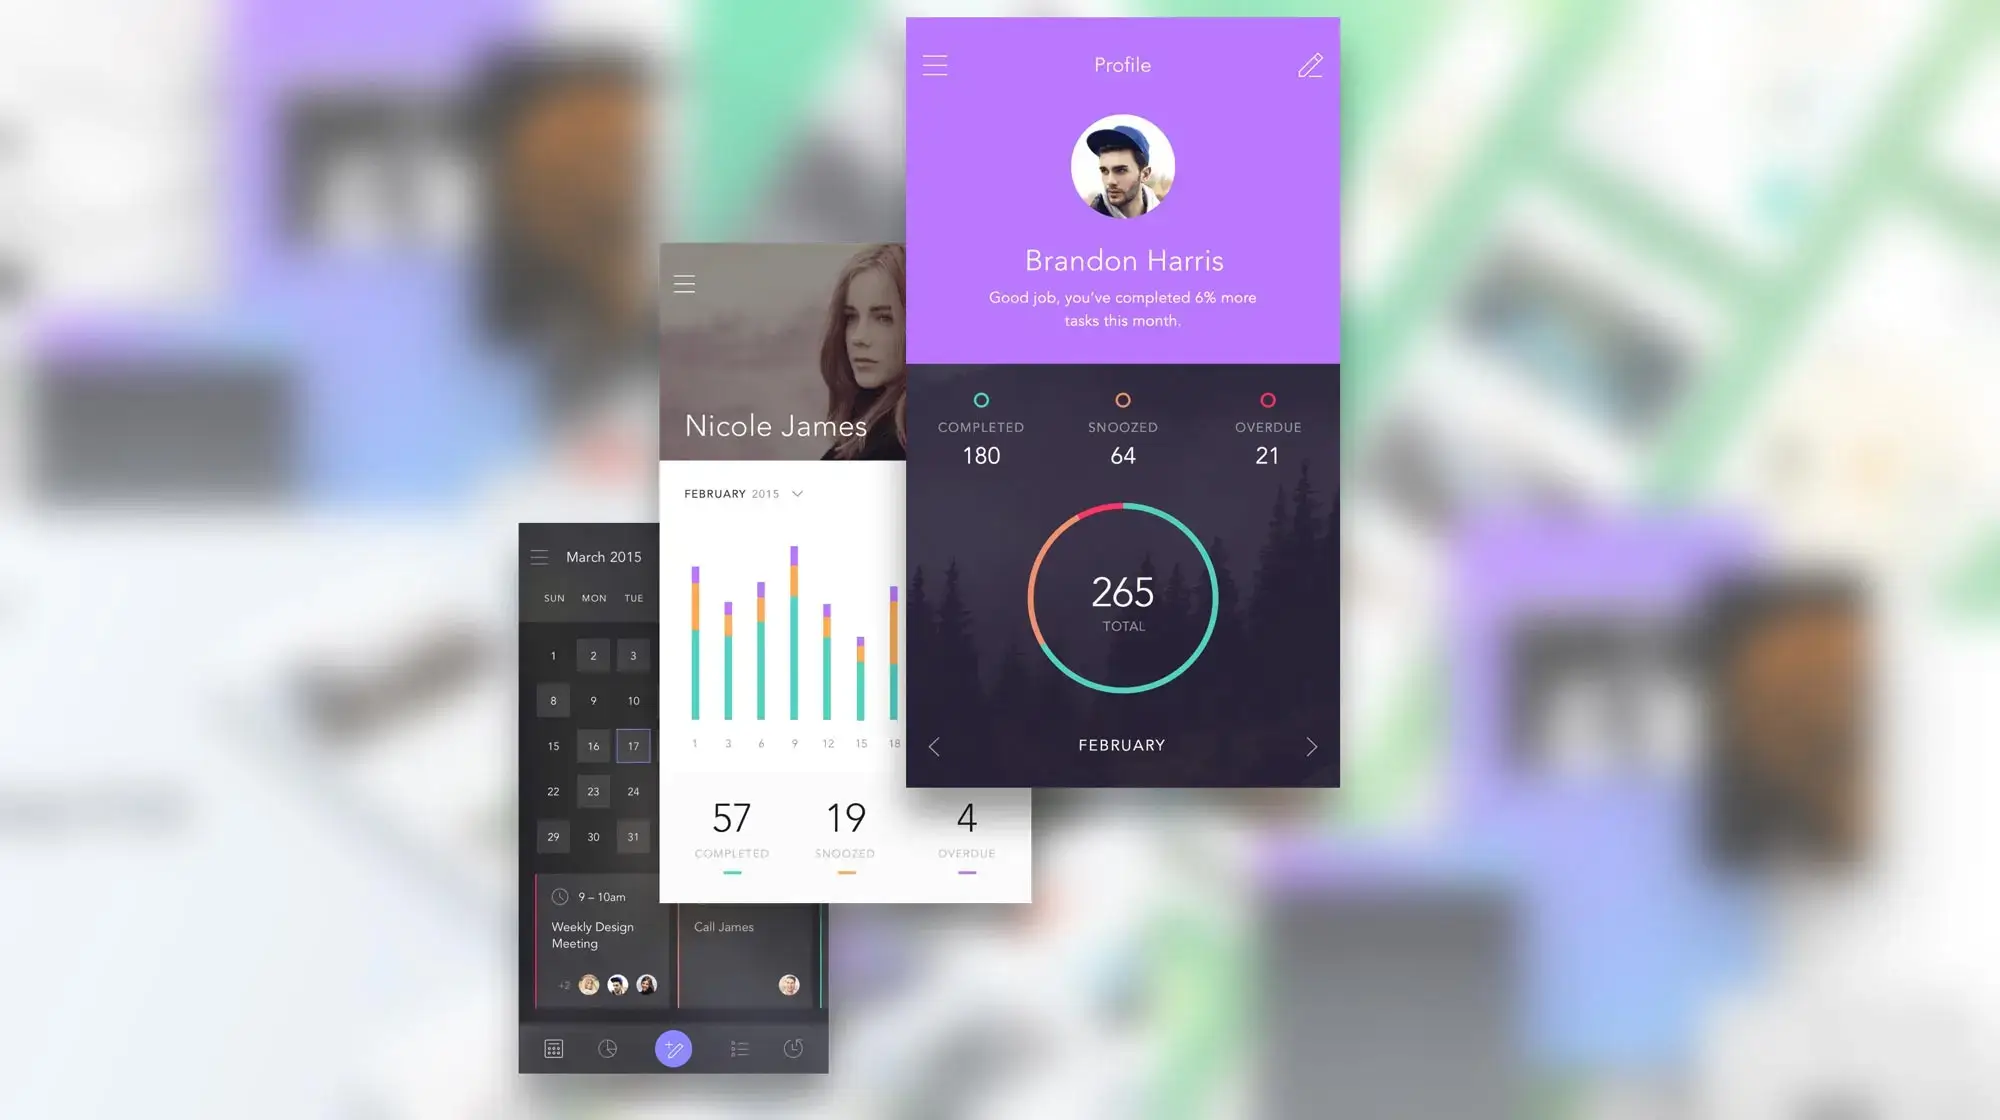 Profile
Brandon Harris
Good job, you've completed 6% more
tasks this month.
COMPLETED SNOOZED OVERDUE
180 64 21
265
TOTAL
FEBRUARY
Nicole James
FEBRUARY 2015
1 3 6 9 12 15 18
57 19 4
COMPLETED SNOOZED OVERDUE
March 2015
SUN MON TUE
1 2 3
8 9 10
15 16 17
22 23 24
29 30 31
9 – 10am
Weekly Design
Meeting
+2
Call James